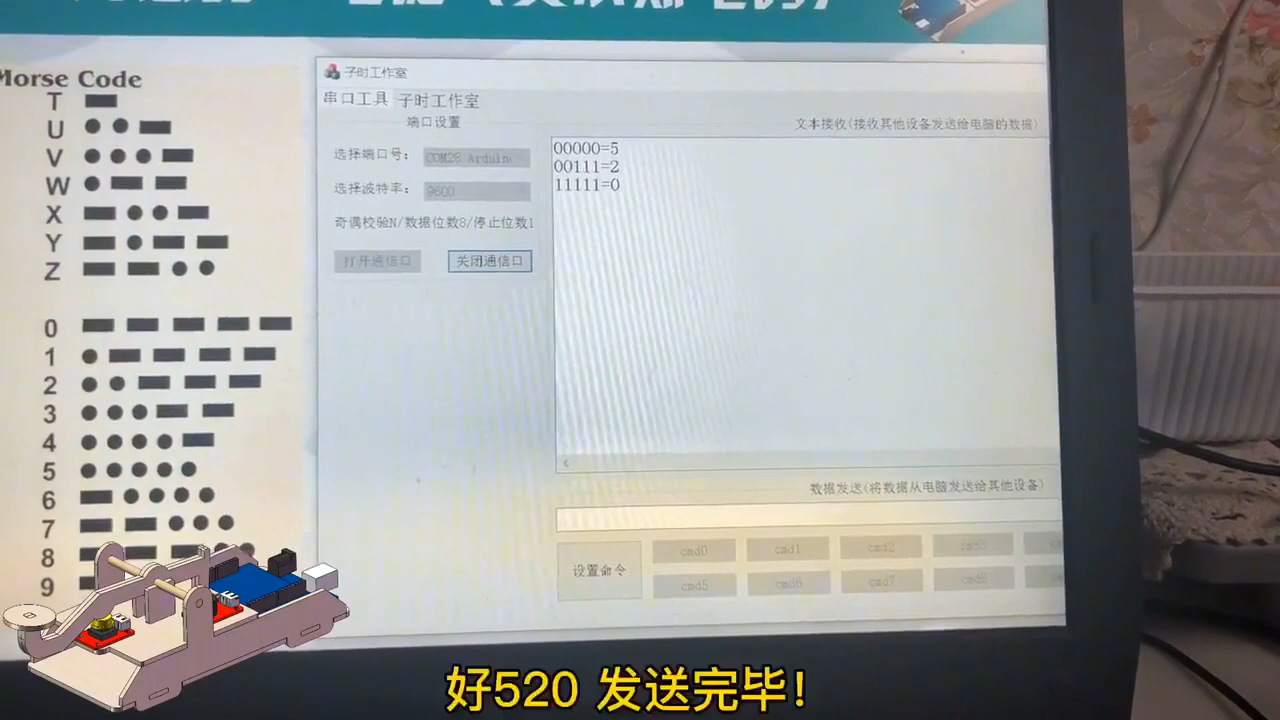 Morse Code
T
U
V
W
X
Y
Z
0
1
2
3
4
5
6
7
8
9
子时工作室
串口工具 子时工作室
端口设置
选择端口号：
COM28 Arduin
选择波特率：
9600
奇偶校验N/数据位数8/停止位数1
打开通信口
关闭通信口
文本接收(接收其他设备发送给电脑的数据)
00000=5
00111=2
11111=0
数据发送(将数据从电脑发送给其他设备)
设置命令
cmd0
cmd1
cmd2
cmd3
cmd5
cmd6
cmd7
cmd8
好520 发送完毕！